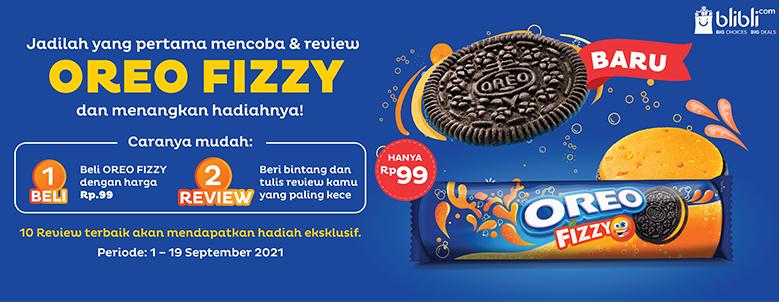 blibli.com
BIG CHOICES BIG DEALS
Jadilah yang pertama mencoba & review
OREO FIZZY
dan menangkan hadiahnya!
Caranya mudah:
1
BELI
Beli OREO FIZZY
dengan harga
Rp.99
2
REVIEW
Beri bintang dan
tulis review kamu
yang paling kece
10 Review terbaik akan mendapatkan hadiah eksklusif.
Periode: 1 – 19 September 2021
OREO
BARU
HANYA
Rp99
OREO
FIZZY